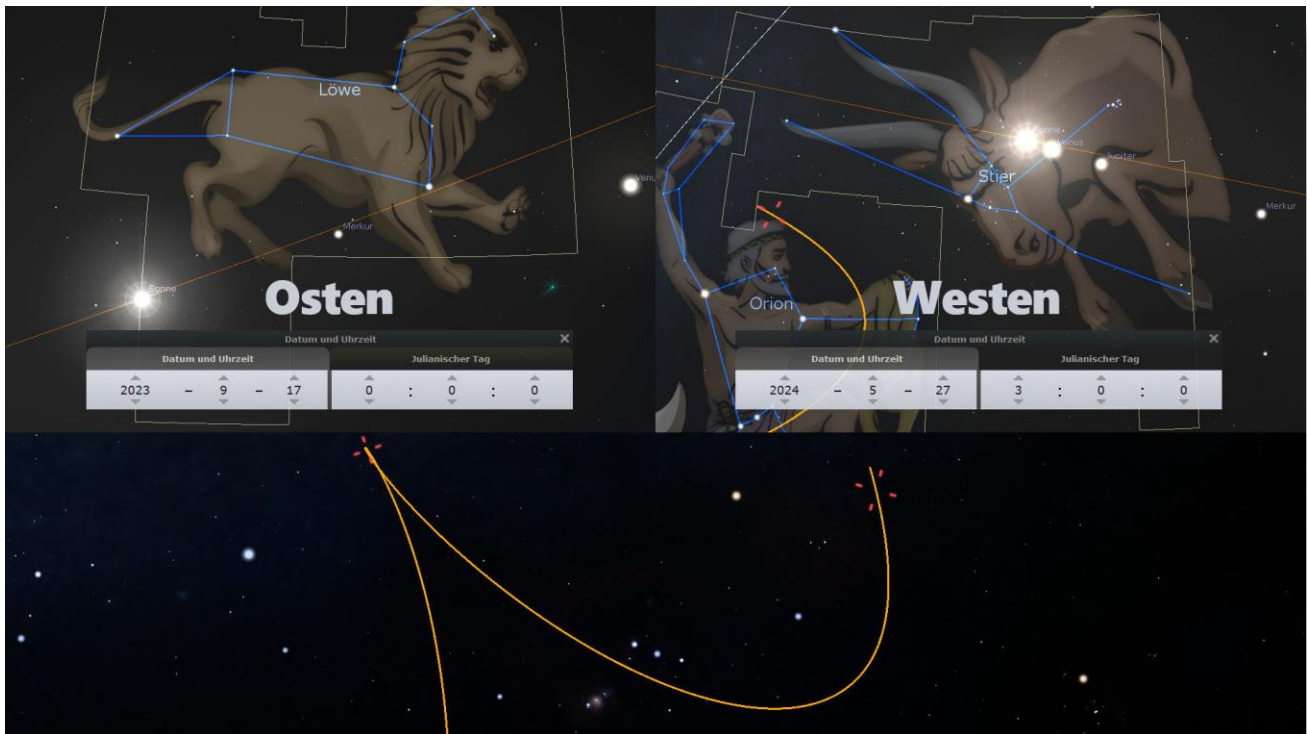 Löwe
Merkur
Sonne
Osten
Datum und Uhrzeit ×
Datum und Uhrzeit Julianischer Tag
2023 – 9 – 17 0 : 0 : 0
Sonne
Venus
Jupiter
Stier
Merkur
Orion
Westen
Datum und Uhrzeit ×
Datum und Uhrzeit Julianischer Tag
2024 – 5 – 27 3 : 0 : 0